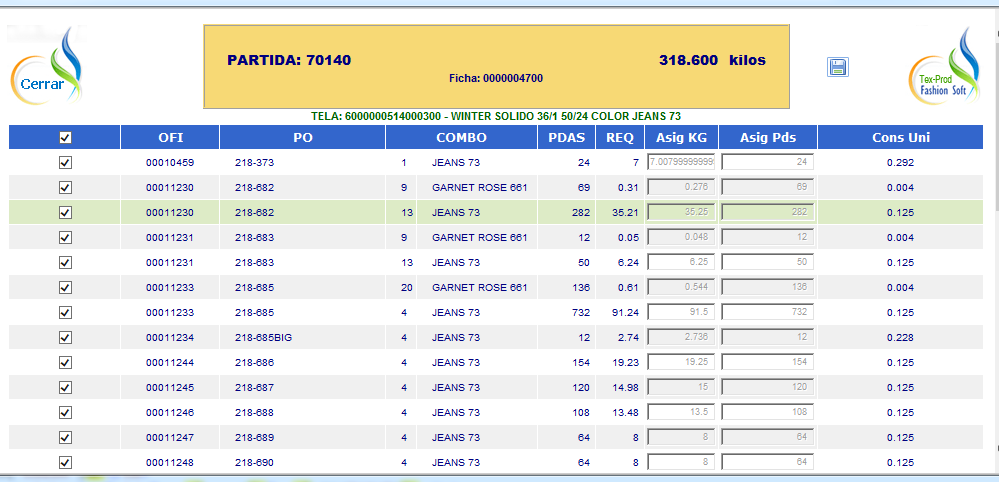 Cerrar
PARTIDA: 70140 318.600 kilos
Ficha: 0000004700
Tex-Prod
Fashion Soft
TELA: 6000000514000300 - WINTER SOLIDO 36/1 50/24 COLOR JEANS 73
OFI PO COMBO PDAS REQ Asig KG Asig Pds Cons Uni
00010459 218-373 1 JEANS 73 24 7 7.00799999999 24 0.292
00011230 218-682 9 GARNET ROSE 661 69 0.31 0.276 69 0.004
00011230 218-682 13 JEANS 73 282 35.21 35.25 282 0.125
00011231 218-683 9 GARNET ROSE 661 12 0.05 0.048 12 0.004
00011231 218-683 13 JEANS 73 50 6.24 6.25 50 0.125
00011233 218-685 20 GARNET ROSE 661 136 0.61 0.544 136 0.004
00011233 218-685 4 JEANS 73 732 91.24 91.5 732 0.125
00011234 218-685BIG 4 JEANS 73 12 2.74 2.736 12 0.228
00011244 218-686 4 JEANS 73 154 19.23 19.25 154 0.125
00011245 218-687 4 JEANS 73 120 14.98 15 120 0.125
00011246 218-688 4 JEANS 73 108 13.48 13.5 108 0.125
00011247 218-689 4 JEANS 73 64 8 8 64 0.125
00011248 218-690 4 JEANS 73 64 8 8 64 0.125